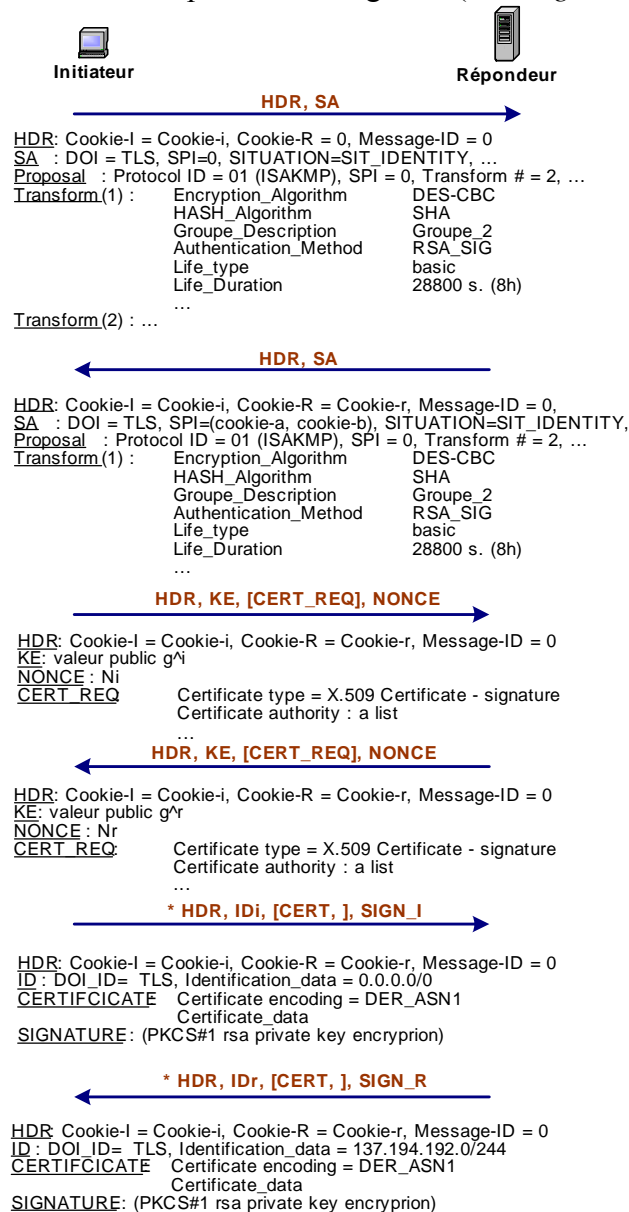 Initiateur
Répondeur
HDR, SA
HDR: Cookie-I = Cookie-i, Cookie-R = 0, Message-ID = 0
SA : DOI = TLS, SPI=0, SITUATION=SIT_IDENTITY, ...
Proposal : Protocol ID = 01 (ISAKMP), SPI = 0, Transform # = 2, ...
Transform(1) : Encryption_Algorithm DES-CBC
HASH_Algorithm SHA
Groupe_Description Groupe_2
Authentication_Method RSA_SIG
Life_type basic
Life_Duration 28800 s. (8h)
...
Transform(2) : ...
HDR, SA
HDR: Cookie-I = Cookie-i, Cookie-R = Cookie-r, Message-ID = 0,
SA : DOI = TLS, SPI=(cookie-a, cookie-b), SITUATION=SIT_IDENTITY,
Proposal : Protocol ID = 01 (ISAKMP), SPI = 0, Transform # = 2, ...
Transform(1) : Encryption_Algorithm DES-CBC
HASH_Algorithm SHA
Groupe_Description Groupe_2
Authentication_Method RSA_SIG
Life_type basic
Life_Duration 28800 s. (8h)
...
HDR, KE, [CERT_REQ], NONCE
HDR: Cookie-I = Cookie-i, Cookie-R = Cookie-r, Message-ID = 0
KE: valeur public g^i
NONCE : Ni
CERT_REQ Certificate type = X.509 Certificate - signature
Certificate authority : a list
...
HDR, KE, [CERT_REQ], NONCE
HDR: Cookie-I = Cookie-i, Cookie-R = Cookie-r, Message-ID = 0
KE: valeur public g^r
NONCE : Nr
CERT_REQ: Certificate type = X.509 Certificate - signature
Certificate authority : a list
...
* HDR, IDi, [CERT, ], SIGN_I
HDR: Cookie-I = Cookie-i, Cookie-R = Cookie-r, Message-ID = 0
ID : DOI_ID= TLS, Identification_data = 0.0.0.0/0
CERTIFCICATE Certificate encoding = DER_ASN1
Certificate_data
SIGNATURE : (PKCS#1 rsa private key encryprion)
* HDR, IDr, [CERT, ], SIGN_R
HDR: Cookie-I = Cookie-i, Cookie-R = Cookie-r, Message-ID = 0
ID : DOI_ID= TLS, Identification_data = 137.194.192.0/244
CERTIFCICATE Certificate encoding = DER_ASN1
Certificate_data
SIGNATURE: (PKCS#1 rsa private key encryprion)